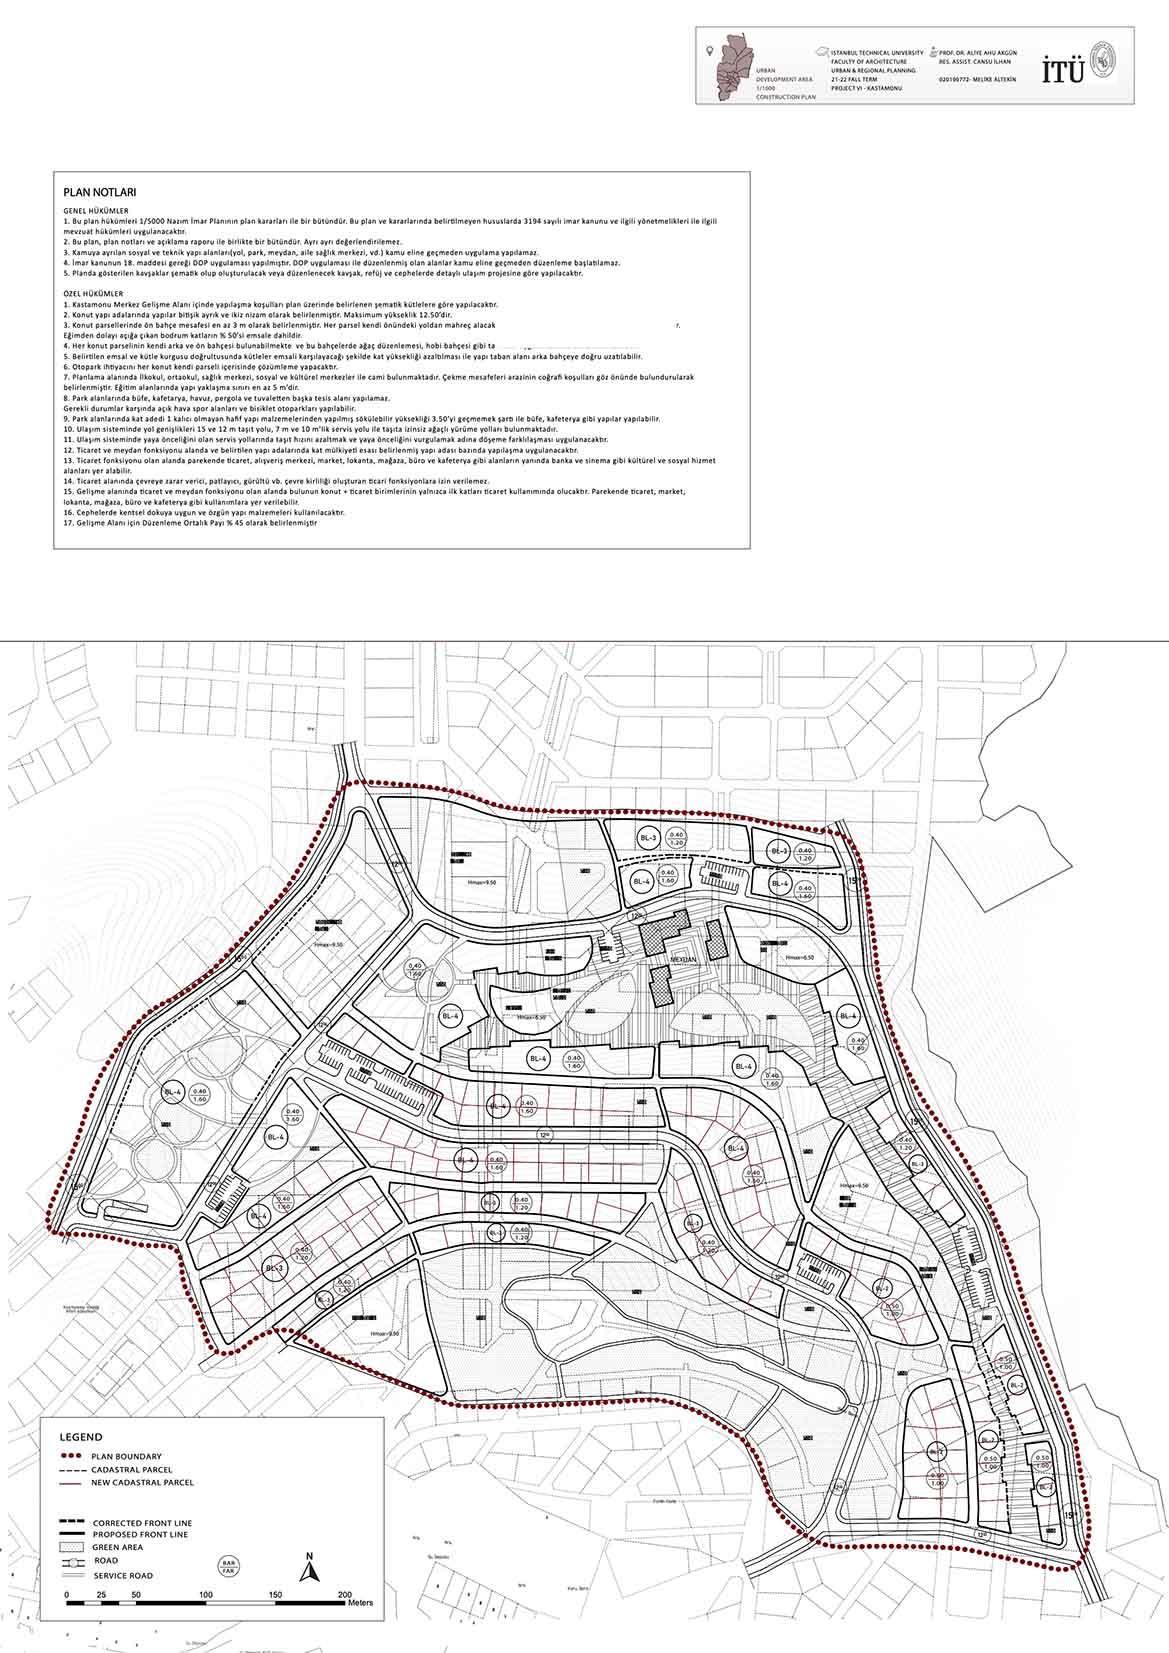 URBAN
DEVELOPMENT AREA
1/1000
CONSTRUCTION PLAN
ISTANBUL TECHNICAL UNIVERSITY
FACULTY OF ARCHITECTURE
URBAN & REGIONAL PLANNING
21-22 FALL TERM
PROJECT VI - KASTAMONU
PROF. DR. ALİYE AHU AKGÜN
RES. ASSIST. CANSU İLHAN
020190772- MELİKE ALTEKİN
İTÜ
PLAN NOTLARI
GENEL HÜKÜMLER
1. Bu plan hükümleri 1/5000 Nazım İmar Planının plan kararları ile bir bütündür. Bu plan ve kararlarında belirtilmeyen hususlarda 3194 sayılı imar kanunu ve ilgili yönetmelikleri ile ilgili
mevzuat hükümleri uygulanacaktır.
2. Bu plan, plan notları ve açıklama raporu ile birlikte bir bütündür. Ayrı ayrı değerlendirilemez.
3. Kamuya ayrılan sosyal ve teknik yapı alanları(yol, park, meydan, aile sağlık merkezi, vd.) kamu eline geçmeden uygulama yapılamaz.
4. İmar kanunun 18. maddesi gereği DOP uygulaması yapılmıştır. DOP uygulaması ile düzenlenmiş olan alanlar kamu eline geçmeden düzenleme başlatılamaz.
5. Planda gösterilen kavşaklar şematik olup oluşturulacak veya düzenlenecek kavşak, refüj ve cephelerde detaylı ulaşım projesine göre yapılacaktır.
ÖZEL HÜKÜMLER
1. Kastamonu Merkez Gelişme Alanı içinde yapılaşma koşulları plan üzerinde belirlenen şematik kütlelere göre yapılacaktır.
2. Konut yapı adalarında yapılar bitişik ayrık ve ikiz nizam olarak belirlenmiştir. Maksimum yükseklik 12.50'dir.
3. Konut parsellerinde ön bahçe mesafesi en az 3 m olarak belirlenmiştir. Her parsel kendi önündeki yoldan mahreç alacak r.
Eğimden dolayı açığa çıkan bodrum katların % 50'si emsale dahildir.
4. Her konut parselinin kendi arka ve ön bahçesi bulunabilmekte ve bu bahçelerde ağaç düzenlemesi, hobi bahçesi gibi ta
5. Belirtilen emsal ve kütle kurgusu doğrultusunda kütleler emsali karşılayacağı şekilde kat yüksekliği azaltılması ile yapı taban alanı arka bahçeye doğru uzatılabilir.
6. Otopark ihtiyacını her konut kendi parseli içerisinde çözümleme yapacaktır.
7. Planlama alanında İlkokul, ortaokul, sağlık merkezi, sosyal ve kültürel merkezler ile cami bulunmaktadır. Çekme mesafeleri arazinin coğrafi koşulları göz önünde bulundurularak
belirlenmiştir. Eğitim alanlarında yapı yaklaşma sınırı en az 5 m'dir.
8. Park alanlarında büfe, kafetarya, havuz, pergola ve tuvaletten başka tesis alanı yapılamaz.
Gerekli durumlar karşında açık hava spor alanları ve bisiklet otoparkları yapılabilir.
9. Park alanlarında kat adedi 1 kalıcı olmayan hafif yapı malzemelerinden yapılmış sökülebilir yüksekliği 3.50'yi geçmemek şartı ile büfe, kafeterya gibi yapılar yapılabilir.
10. Ulaşım sisteminde yol genişlikleri 15 ve 12 m taşıt yolu, 7 m ve 10 m'lik servis yolu ile taşıta izinsiz ağaçlı yürüme yolları bulunmaktadır.
11. Ulaşım sisteminde yaya önceliğini olan servis yollarında taşıt hızını azaltmak ve yaya önceliğini vurgulamak adına döşeme farklılaşması uygulanacaktır.
12. Ticaret ve meydan fonksiyonu alanda ve belirtilen yapı adalarında kat mülkiyeti esası belirlenmiş yapı adası bazında yapılaşma uygulanacaktır.
13. Ticaret fonksiyonu olan alanda parekende ticaret, alışveriş merkezi, market, lokanta, mağaza, büro ve kafeterya gibi alanların yanında banka ve sinema gibi kültürel ve sosyal hizmet
alanları yer alabilir.
14. Ticaret alanında çevreye zarar verici, patlayıcı, gürültü vb. çevre kirliliği oluşturan ticari fonksiyonlara izin verilemez.
15. Gelişme alanında ticaret ve meydan fonksiyonu olan alanda bulunun konut + ticaret birimlerinin yalnızca ilk katları ticaret kullanımında olucaktır. Parekende ticaret, market,
lokanta, mağaza, büro ve kafeterya gibi kullanımlara yer verilebilir.
16. Cephelerde kentsel dokuya uygun ve özgün yapı malzemeleri kullanılacaktır.
17. Gelişme Alanı için Düzenleme Ortalık Payı % 45 olarak belirlenmiştir
BL-3 0.40 1.20
BL-3 0.40 1.20
BL-4 0.40 1.60
BL-4 0.40 1.60
Hmax=9.50
Hmax=9.50
MEYDAN
Hmax=6.50
0.40 1.60
BL-4
Hmax=6.50
BL-4
0.40 1.60
BL-4 0.40 1.60
BL-4
0.40 1.60
BL-4 0.40 1.60
BL-4 0.40 1.60
0.40 1.60
BL-4
BL-4
0.40 1.60
BL-4 0.40 1.60
0.40 1.20
BL-3
Hmax=9.50
0.40 1.20
0.40 1.20
0.40 1.60
BL-4
BL-3
0.40 1.20
BL-3
0.40 1.20
BL-3
0.40 1.20
Hmax=9.50
0.50 1.00
0.50 1.00
BL-2
BL-2
0.50 1.00
0.50 1.00
BL-2
LEGEND
PLAN BOUNDARY
CADASTRAL PARCEL
NEW CADASTRAL PARCEL
CORRECTED FRONT LINE
PROPOSED FRONT LINE
GREEN AREA
ROAD
SERVICE ROAD
BAR
FAR
N
0 25 50 100 150 200
Meters